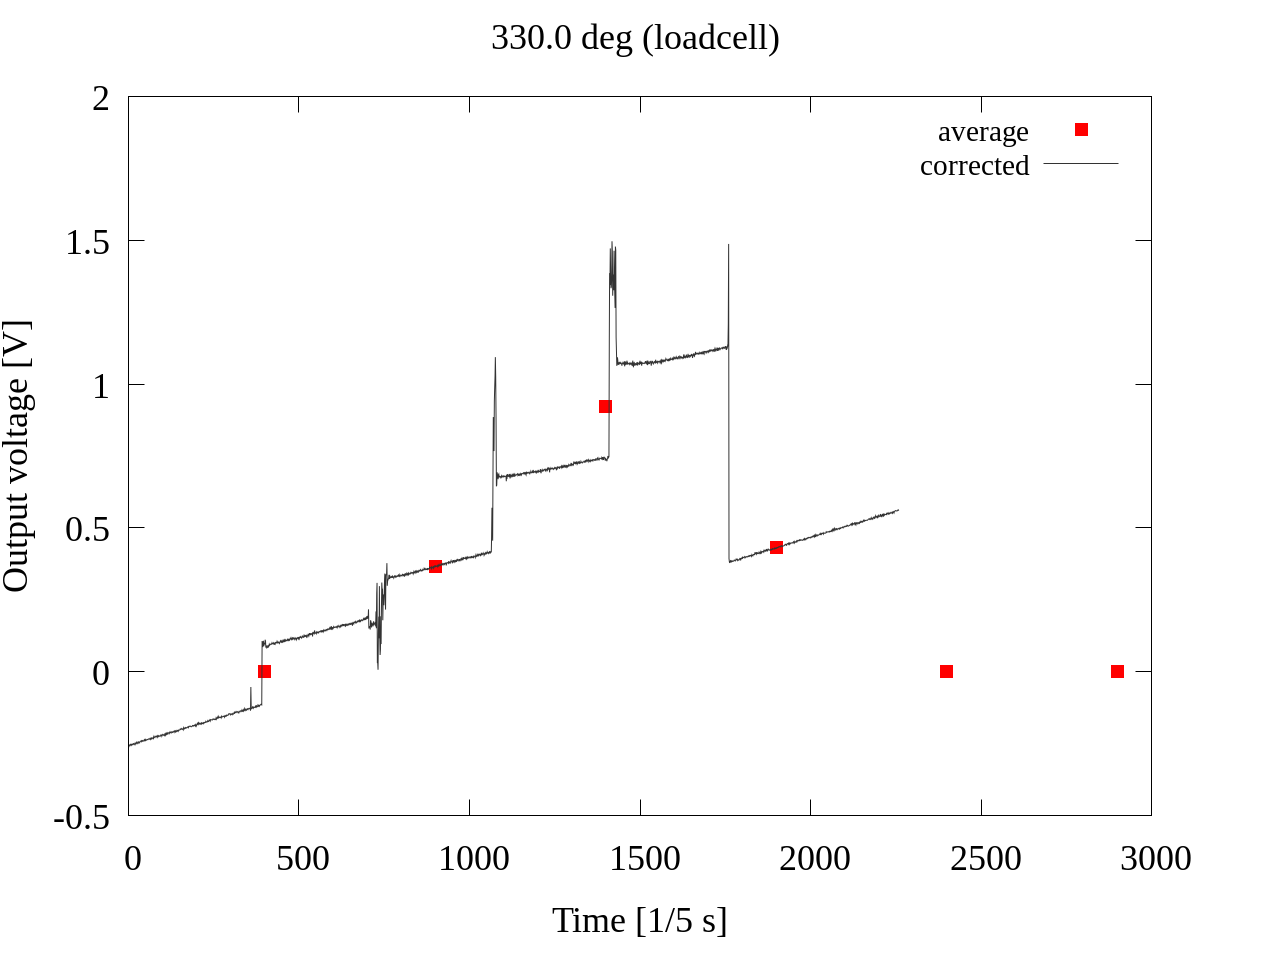 330.0 deg (loadcell)
2
average
corrected
1.5
1
0.5
0
-0.5
Output voltage [V]
0 500 1000 1500 2000 2500 3000
Time [1/5 s]